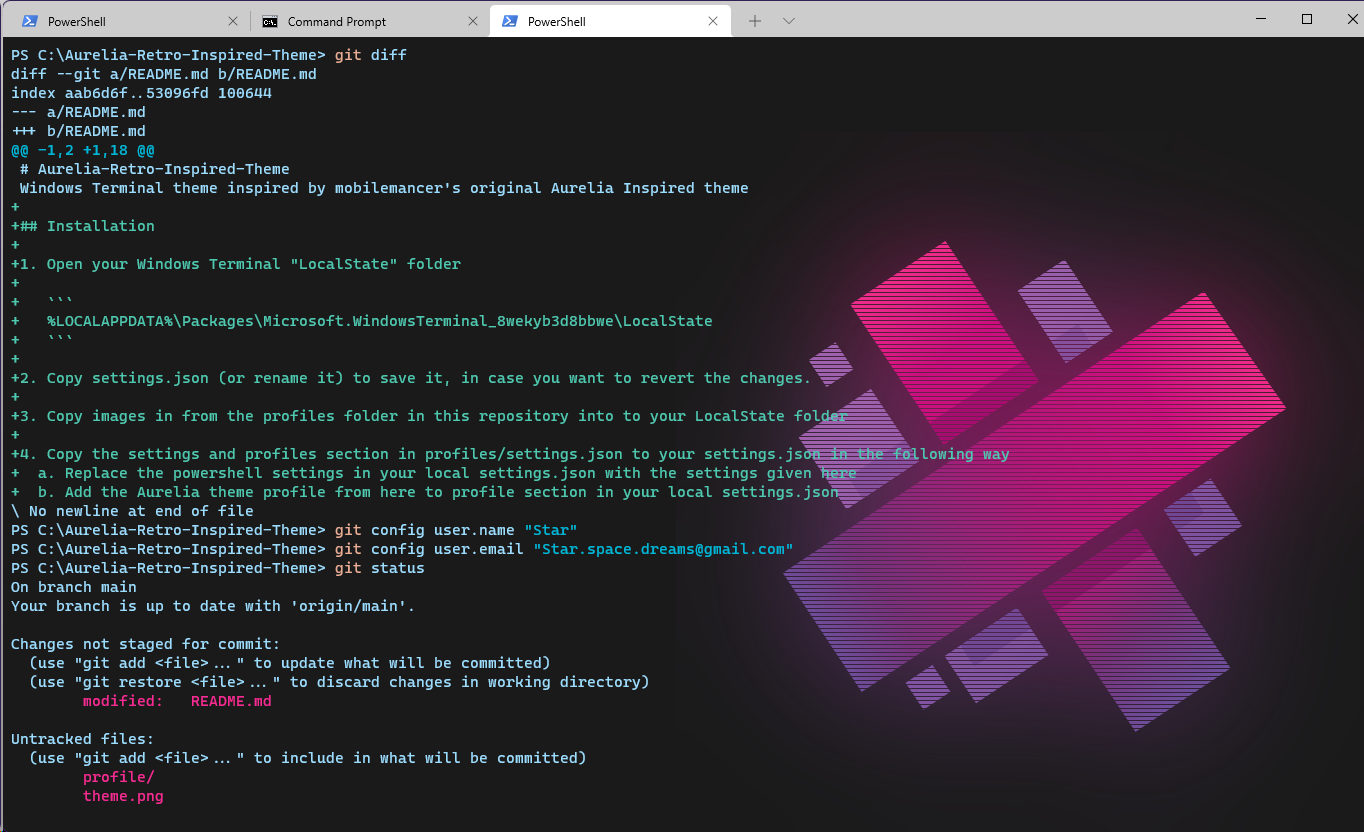 PowerShell
Command Prompt
PowerShell
PS C:\Aurelia-Retro-Inspired-Theme> git diff
diff --git a/README.md b/README.md
index aab6d6f..53096fd 100644
--- a/README.md
+++ b/README.md
@@ -1,2 +1,18 @@
 # Aurelia-Retro-Inspired-Theme
 Windows Terminal theme inspired by mobilemancer's original Aurelia Inspired theme
+
+## Installation
+
+1. Open your Windows Terminal "LocalState" folder
+
+   ```
+   %LOCALAPPDATA%\Packages\Microsoft.WindowsTerminal_8wekyb3d8bbwe\LocalState
+   ```
+
+2. Copy settings.json (or rename it) to save it, in case you want to revert the changes.
+
+3. Copy images in from the profiles folder in this repository into to your LocalState folder
+
+4. Copy the settings and profiles section in profiles/settings.json to your settings.json in the following way
+  a. Replace the powershell settings in your local settings.json with the settings given here
+  b. Add the Aurelia theme profile from here to profile section in your local settings.json
\ No newline at end of file
PS C:\Aurelia-Retro-Inspired-Theme> git config user.name "Star"
PS C:\Aurelia-Retro-Inspired-Theme> git config user.email "Star.space.dreams@gmail.com"
PS C:\Aurelia-Retro-Inspired-Theme> git status
On branch main
Your branch is up to date with 'origin/main'.

Changes not staged for commit:
  (use "git add <file>..." to update what will be committed)
  (use "git restore <file>..." to discard changes in working directory)
        modified:   README.md

Untracked files:
  (use "git add <file>..." to include in what will be committed)
        profile/
        theme.png